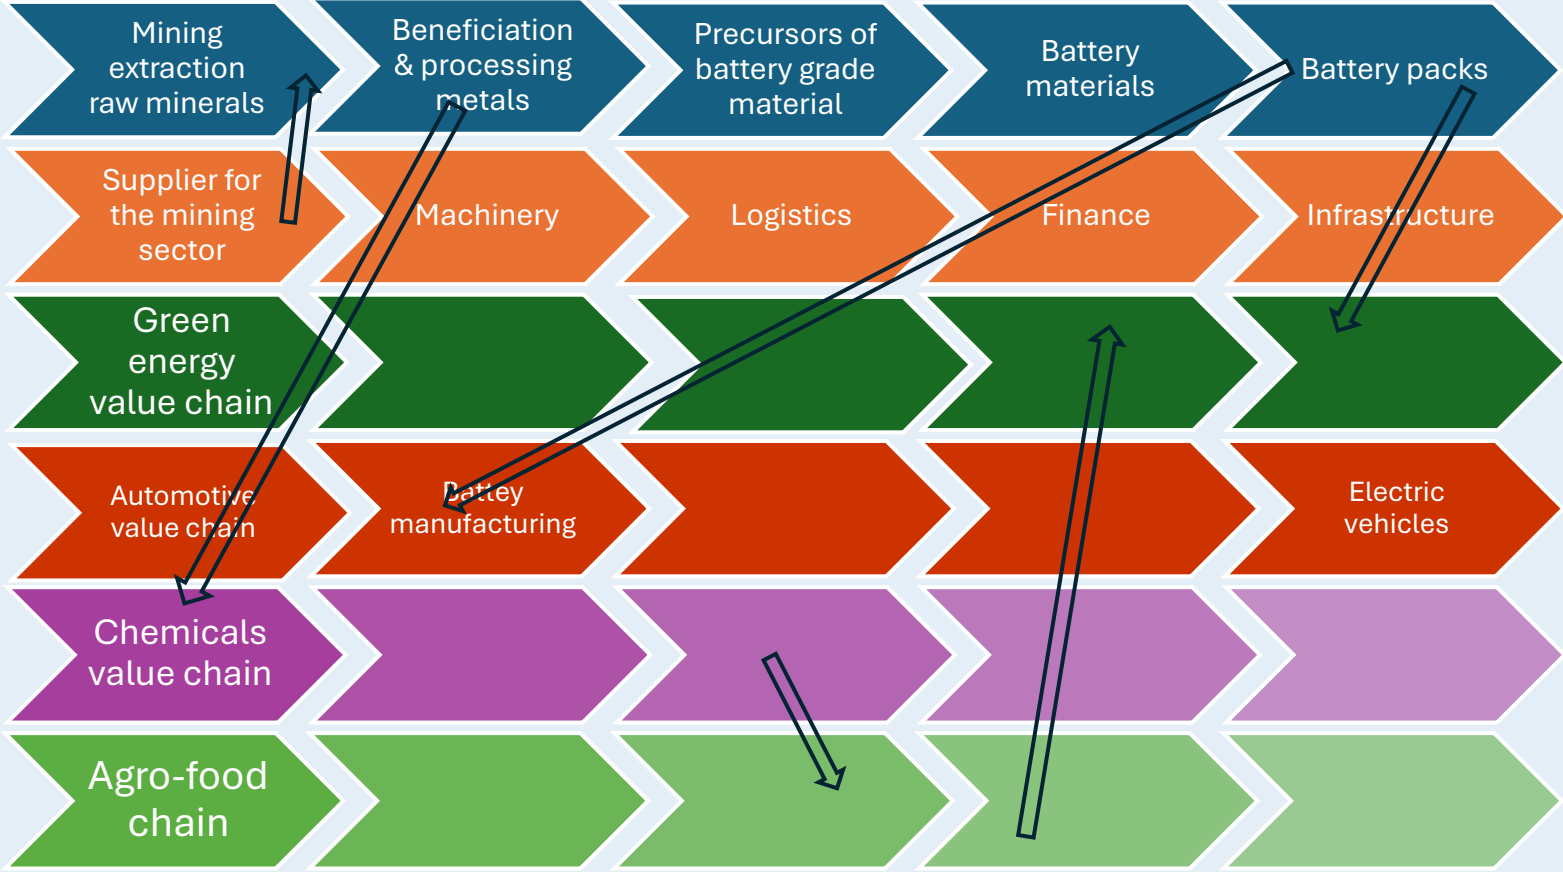 Mining
extraction
raw minerals
Beneficiation
& processing
metals
Precursors of
battery grade
material
Battery
materials
Battery packs
Supplier for
the mining
sector
Machinery
Logistics
Finance
Infrastructure
Green
energy
value chain
Automotive
value chain
Battey
manufacturing
Electric
vehicles
Chemicals
value chain
Agro-food
chain